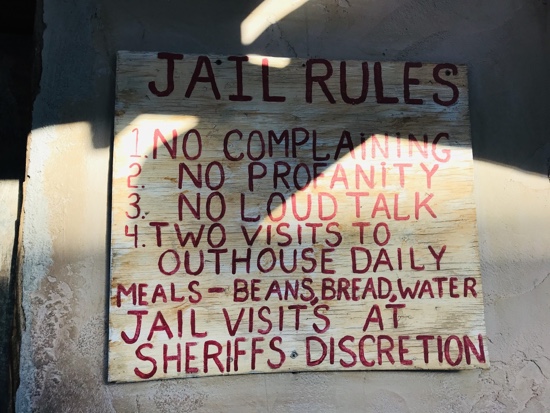 JAIL RULES
1. NO COMPLAINING
2. NO PROFANITY
3. NO LOUD TALK
4. TWO VISITS TO
OUTHOUSE DAILY
MEALS - BEANS, BREAD, WATER
JAIL VISITS AT
SHERIFFS DISCRETION